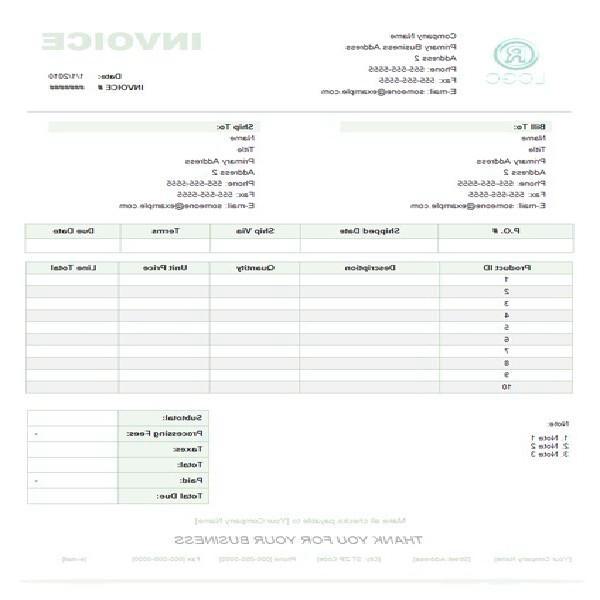 LOGO
Company Name
Primary Business Address
Address 2
Phone: 555-555-5555
Fax: 555-555-5555
E-mail: someone@example.com
INVOICE
Date: 1/1/2010
INVOICE # #######
Bill To:
Name
Title
Primary Address
Address 2
Phone: 555-555-5555
Fax: 555-555-5555
E-mail: someone@example.com
Ship To:
Name
Title
Primary Address
Address 2
Phone: 555-555-5555
Fax: 555-555-5555
E-mail: someone@example.com
P.O. # Shipped Date Ship Via Terms Due Date
Product ID Description Quantity Unit Price Line Total
1
2
3
4
5
6
7
8
9
10
Note:
1. Note 1
2. Note 2
3. Note 3
Subtotal:
Processing Fees: -
Taxes:
Total:
Paid: -
Total Due:
Make all checks payable to [Your Company Name]
THANK YOU FOR YOUR BUSINESS
[Your Company Name] [Street Address] [City, ST ZIP Code] Phone [000-000-0000] Fax [000-000-0000] [e-mail]